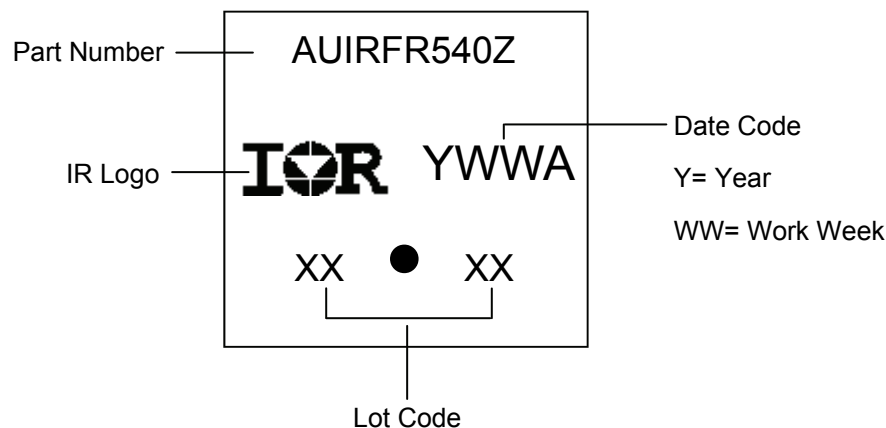 Part Number
AUIRFR540Z
IR Logo
IOR
YWWA
Date Code
Y= Year
WW= Work Week
XX
XX
Lot Code